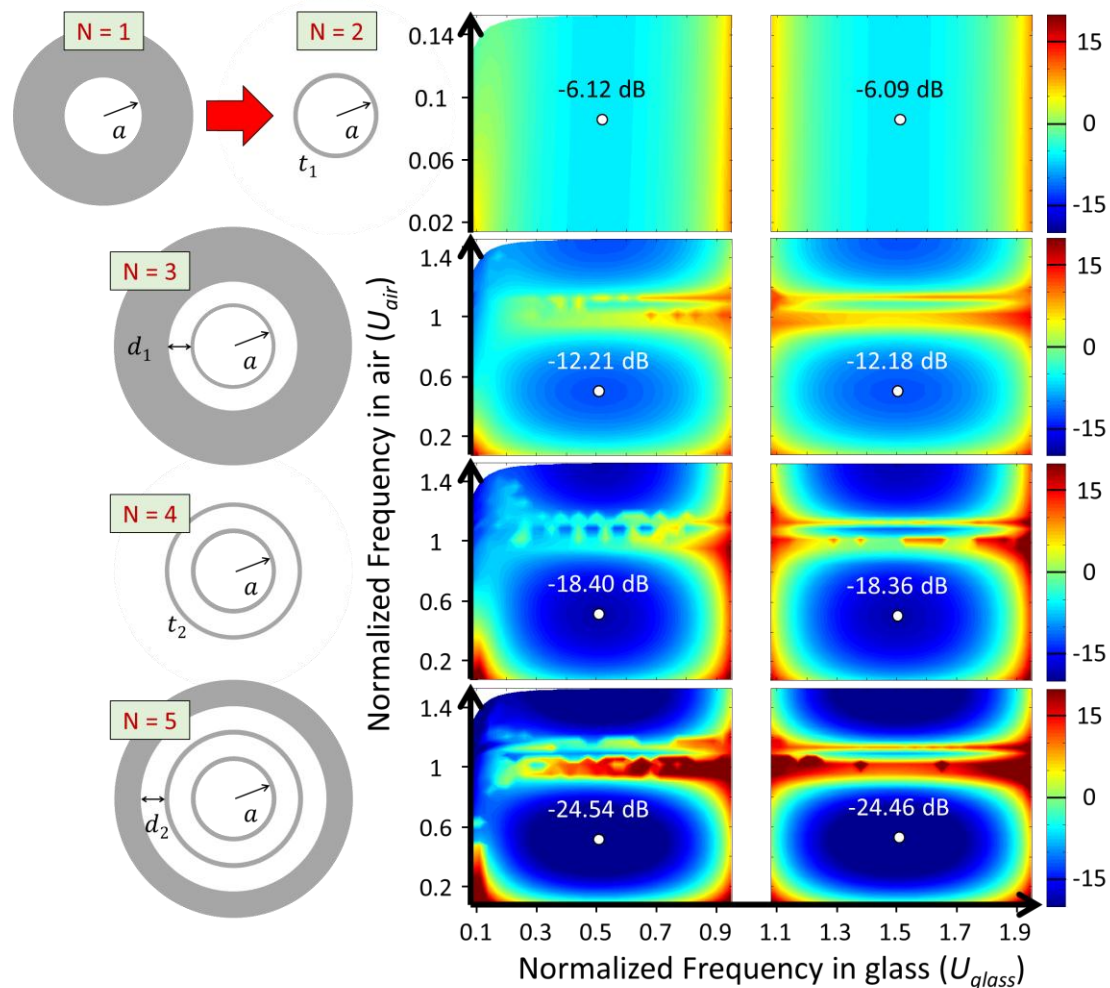 N = 1
N = 2
a
a
t₁
N = 3
d₁
a
N = 4
a
t₂
N = 5
d₂
a
Normalized Frequency in air (U_air)
0.14
0.1
0.06
0.02
-6.12 dB
-6.09 dB
15
0
-15
1.4
1
0.6
0.2
-12.21 dB
-12.18 dB
15
0
-15
1.4
1
0.6
0.2
-18.40 dB
-18.36 dB
15
0
-15
1.4
1
0.6
0.2
-24.54 dB
-24.46 dB
15
0
-15
0.1 0.3 0.5 0.7 0.9 1.1 1.3 1.5 1.7 1.9
Normalized Frequency in glass (U_glass)